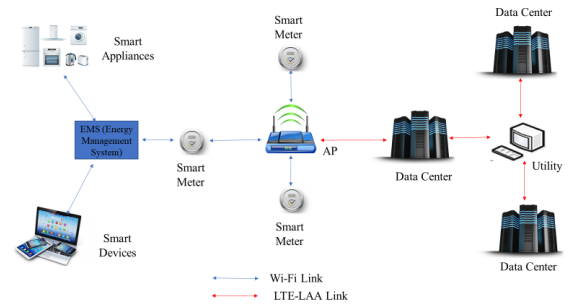 Smart
Appliances
Smart
Meter
Data Center
EMS (Energy
Management
System)
Smart
Meter
AP
Data Center
Utility
Smart
Devices
Smart
Meter
Data Center
Wi-Fi Link
LTE-LAA Link